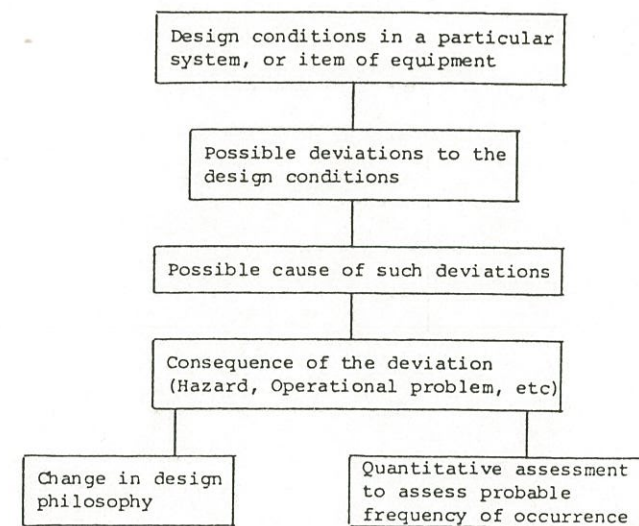 Design conditions in a particular
system, or item of equipment
Possible deviations to the
design conditions
Possible cause of such deviations
Consequence of the deviation
(Hazard, Operational problem, etc)
Change in design
philosophy
Quantitative assessment
to assess probable
frequency of occurrence